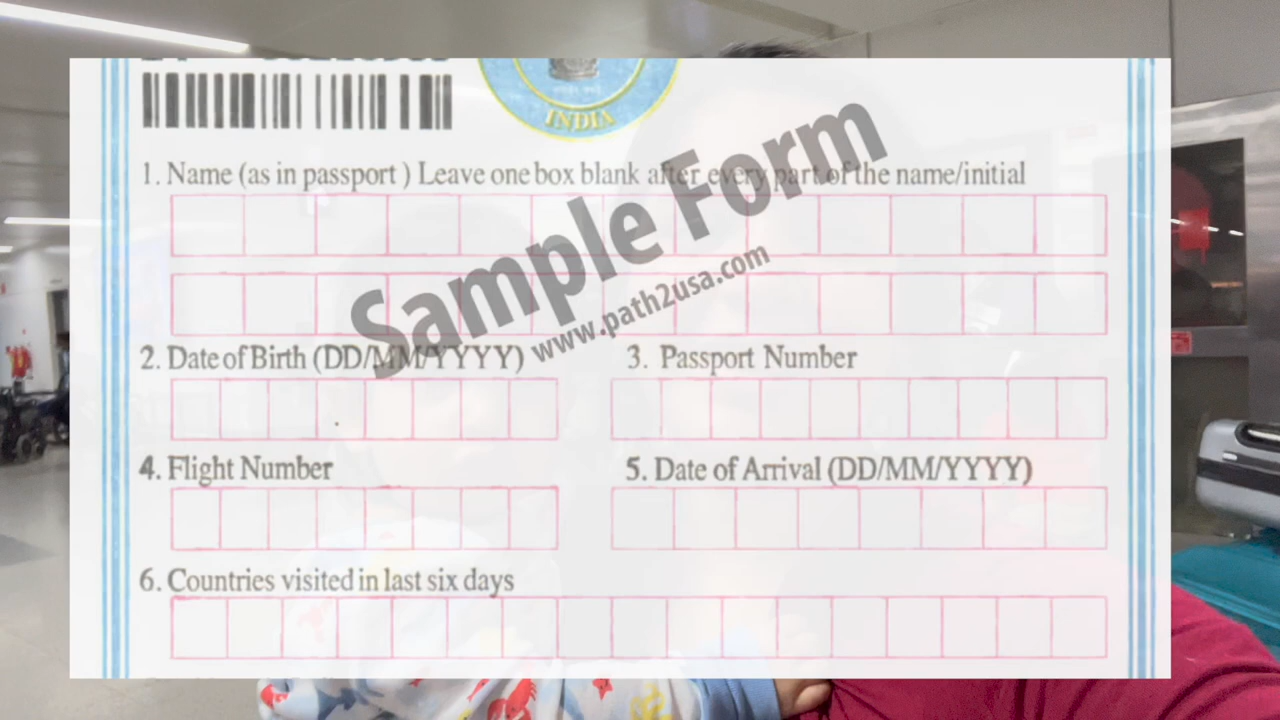 INDIA
1. Name (as in passport ) Leave one box blank after every part of the name/initial
Sample Form
www.path2usa.com
2. Date of Birth (DD/MM/YYYY)
3. Passport Number
4. Flight Number
5. Date of Arrival (DD/MM/YYYY)
6. Countries visited in last six days